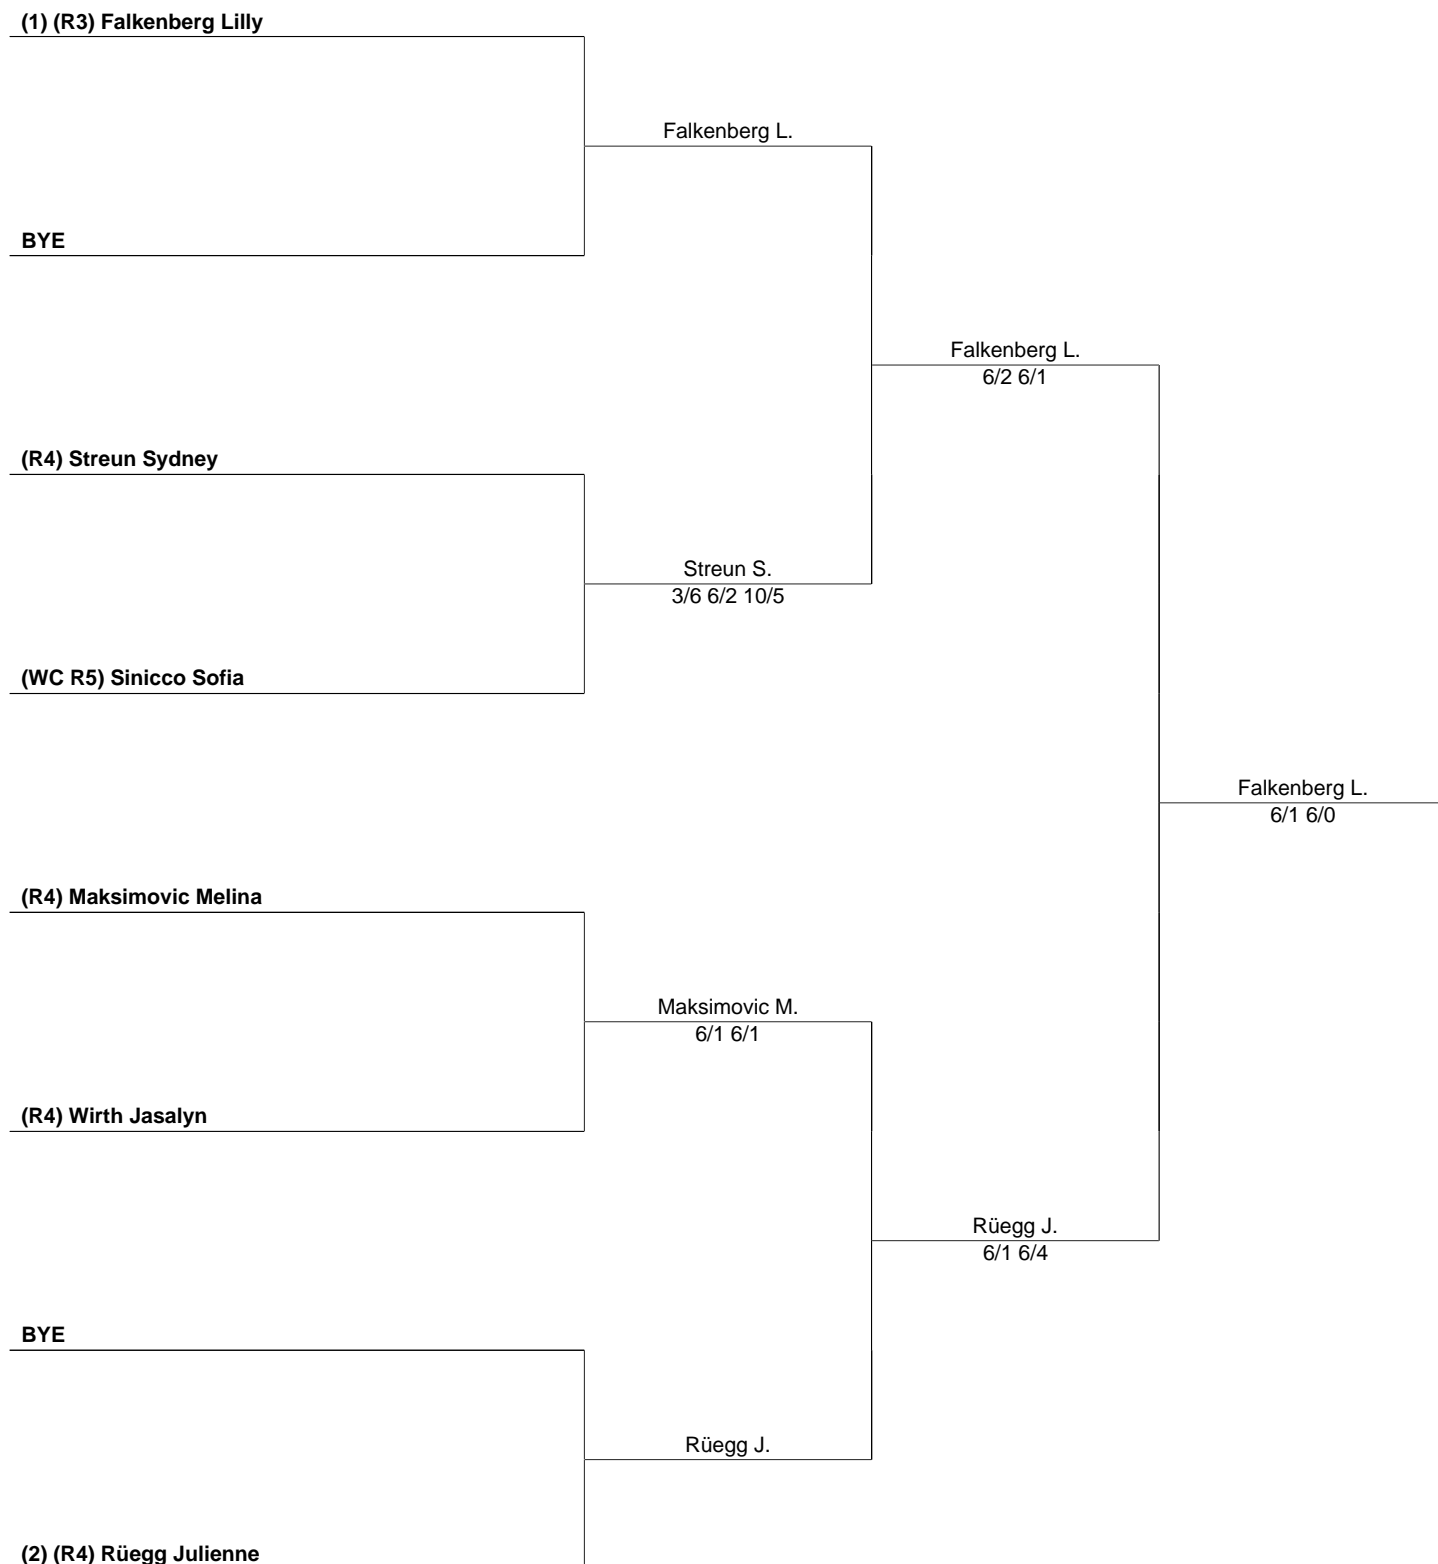 (1) (R3) Falkenberg Lilly
Falkenberg L.
BYE
Falkenberg L.
6/2 6/1
(R4) Streun Sydney
Streun S.
3/6 6/2 10/5
(WC R5) Sinicco Sofia
Falkenberg L.
6/1 6/0
(R4) Maksimovic Melina
Maksimovic M.
6/1 6/1
(R4) Wirth Jasalyn
Rüegg J.
6/1 6/4
BYE
Rüegg J.
(2) (R4) Rüegg Julienne